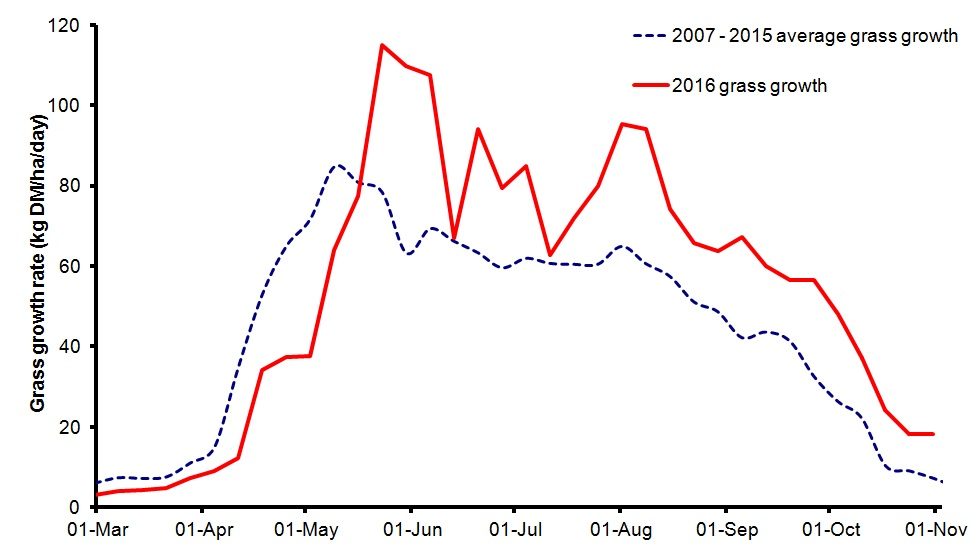 120
100
80
60
40
20
0
Grass growth rate (kg DM/ha/day)
2007 - 2015 average grass growth
2016 grass growth
01-Mar 01-Apr 01-May 01-Jun 01-Jul 01-Aug 01-Sep 01-Oct 01-Nov